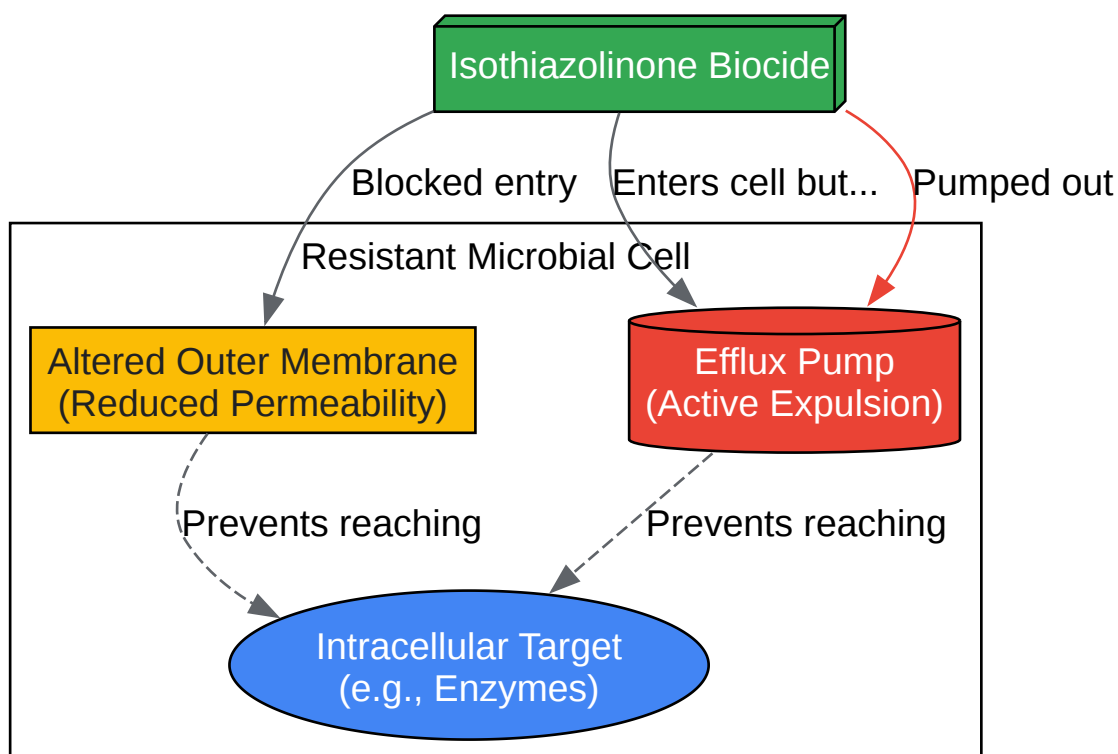 Isothiazolinone Biocide
Blocked entry
Enters cell but...
Pumped out
Resistant Microbial Cell
Altered Outer Membrane
(Reduced Permeability)
Efflux Pump
(Active Expulsion)
Prevents reaching
Prevents reaching
Intracellular Target
(e.g., Enzymes)